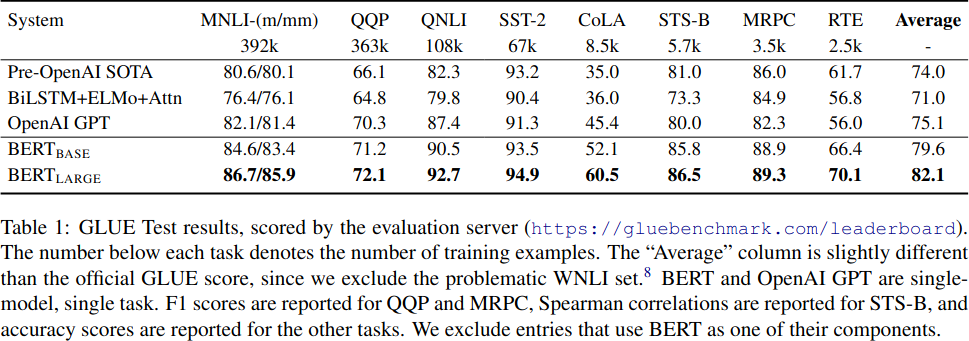 System MNLI-(m/mm) QQP QNLI SST-2 CoLA STS-B MRPC RTE Average
392k 363k 108k 67k 8.5k 5.7k 3.5k 2.5k -
Pre-OpenAI SOTA 80.6/80.1 66.1 82.3 93.2 35.0 81.0 86.0 61.7 74.0
BiLSTM+ELMo+Attn 76.4/76.1 64.8 79.8 90.4 36.0 73.3 84.9 56.8 71.0
OpenAI GPT 82.1/81.4 70.3 87.4 91.3 45.4 80.0 82.3 56.0 75.1
BERTBASE 84.6/83.4 71.2 90.5 93.5 52.1 85.8 88.9 66.4 79.6
BERTLARGE 86.7/85.9 72.1 92.7 94.9 60.5 86.5 89.3 70.1 82.1
Table 1: GLUE Test results, scored by the evaluation server (https://gluebenchmark.com/leaderboard).
The number below each task denotes the number of training examples. The “Average” column is slightly different
than the official GLUE score, since we exclude the problematic WNLI set.8 BERT and OpenAI GPT are single-
model, single task. F1 scores are reported for QQP and MRPC, Spearman correlations are reported for STS-B, and
accuracy scores are reported for the other tasks. We exclude entries that use BERT as one of their components.